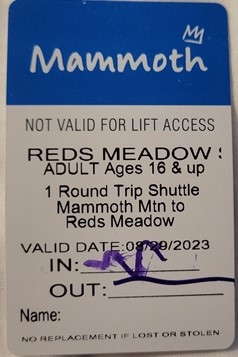 Mammoth
NOT VALID FOR LIFT ACCESS
REDS MEADOW
ADULT Ages 16 & up
1 Round Trip Shuttle
Mammoth Mtn to
Reds Meadow
VALID DATE:08/29/2023
IN:
OUT:
Name:
NO REPLACEMENT IF LOST OR STOLEN